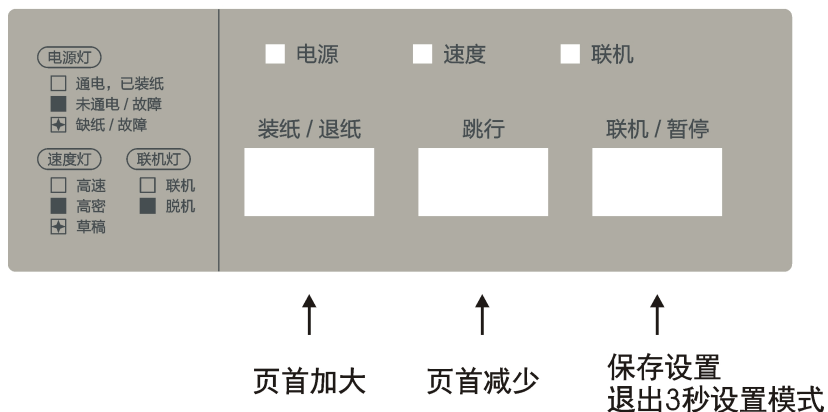 电源灯
通电，已装纸
未通电 / 故障
缺纸 / 故障
速度灯
高速
高密
草稿
联机灯
联机
脱机
电源
速度
联机
装纸 / 退纸
跳行
联机 / 暂停
页首加大
页首减少
保存设置
退出3秒设置模式